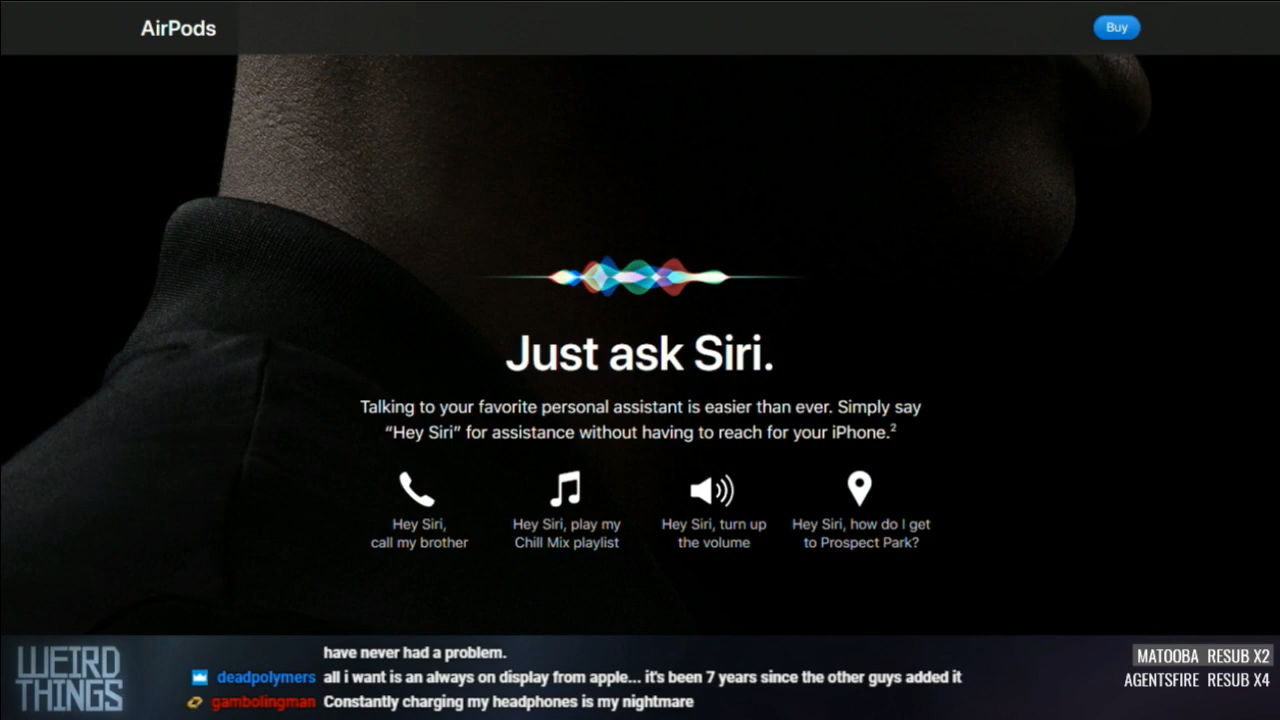 AirPods
Buy
Just ask Siri.
Talking to your favorite personal assistant is easier than ever. Simply say
“Hey Siri” for assistance without having to reach for your iPhone.2
Hey Siri,
call my brother
Hey Siri, play my
Chill Mix playlist
Hey Siri, turn up
the volume
Hey Siri, how do I get
to Prospect Park?
WEIRD
THINGS
have never had a problem.
deadpolymers all i want is an always on display from apple... it's been 7 years since the other guys added it
gambolingman Constantly charging my headphones is my nightmare
MATOOBA RESUB X2
AGENTSFIRE RESUB X4